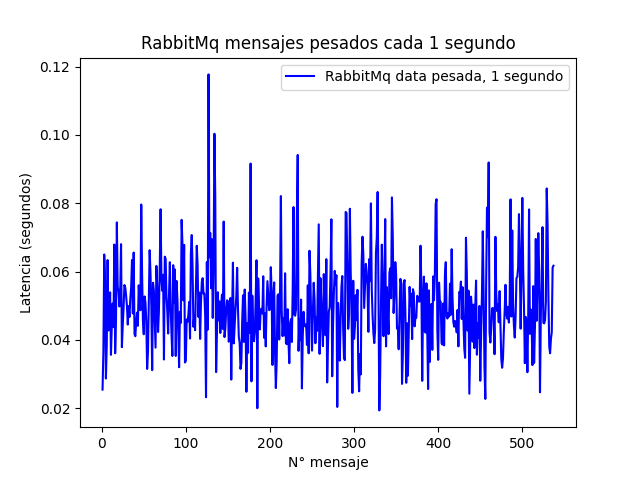 RabbitMq mensajes pesados cada 1 segundo
RabbitMq data pesada, 1 segundo
Latencia (segundos)
0.12
0.10
0.08
0.06
0.04
0.02
0 100 200 300 400 500
N° mensaje